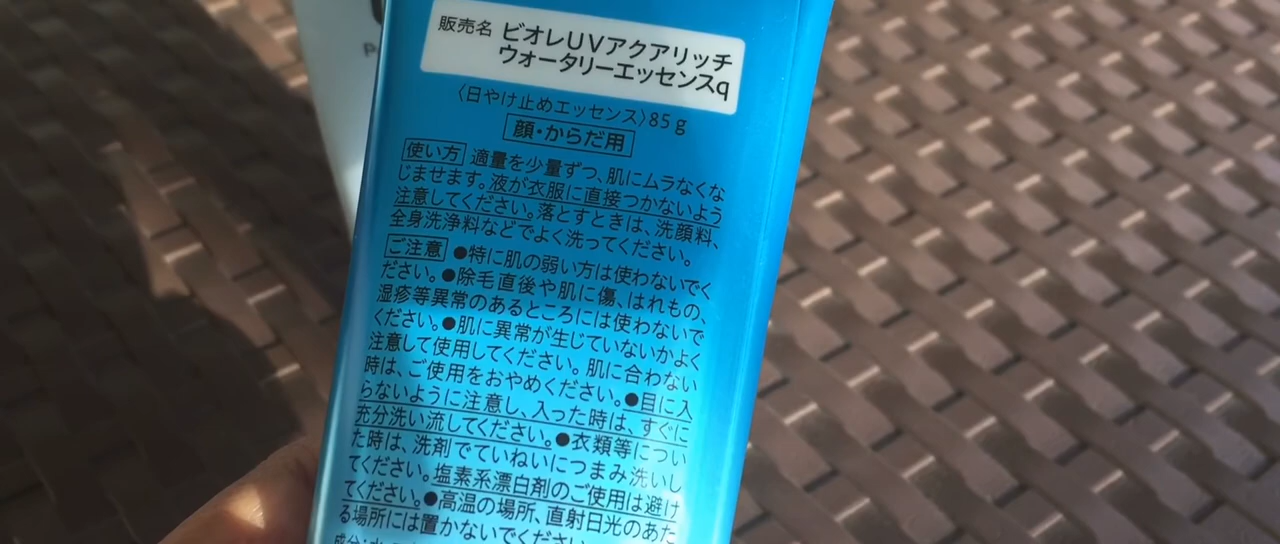 販売名 ビオレUVアクアリッチ
ウォータリーエッセンスq
〈日やけ止めエッセンス〉85g
顔・からだ用
使い方 適量を少量ずつ、肌にムラなくな
じませます。液が衣服に直接つかないよう
注意してください。落とすときは、洗顔料、
全身洗浄料などでよく洗ってください。
ご注意 ●特に肌の弱い方は使わないでく
ださい。●除毛直後や肌に傷、はれもの、
湿疹等異常のあるところには使わないで
ください。●肌に異常が生じていないかよく
注意して使用してください。肌に合わない
時は、ご使用をおやめください。●目に入
らないように注意し、入った時は、すぐに
充分洗い流してください。●衣類等につい
た時は、洗剤でていねいにつまみ洗いし
てください。塩素系漂白剤のご使用は避け
てください。●高温の場所、直射日光のあた
る場所には置かないでください。